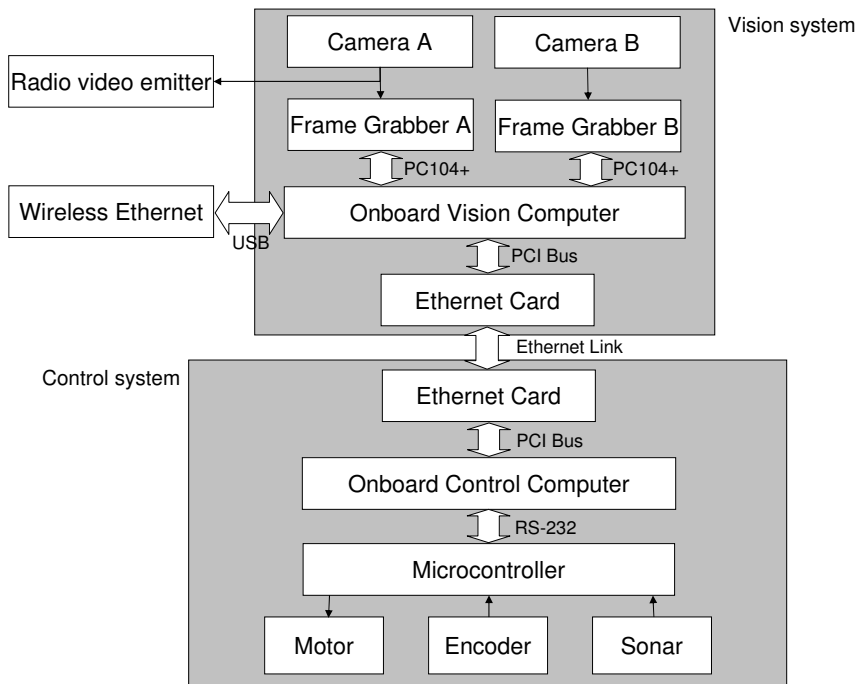 Vision system
Camera A
Camera B
Radio video emitter
Frame Grabber A
Frame Grabber B
PC104+
PC104+
Wireless Ethernet
Onboard Vision Computer
USB
PCI Bus
Ethernet Card
Ethernet Link
Control system
Ethernet Card
PCI Bus
Onboard Control Computer
RS-232
Microcontroller
Motor
Encoder
Sonar